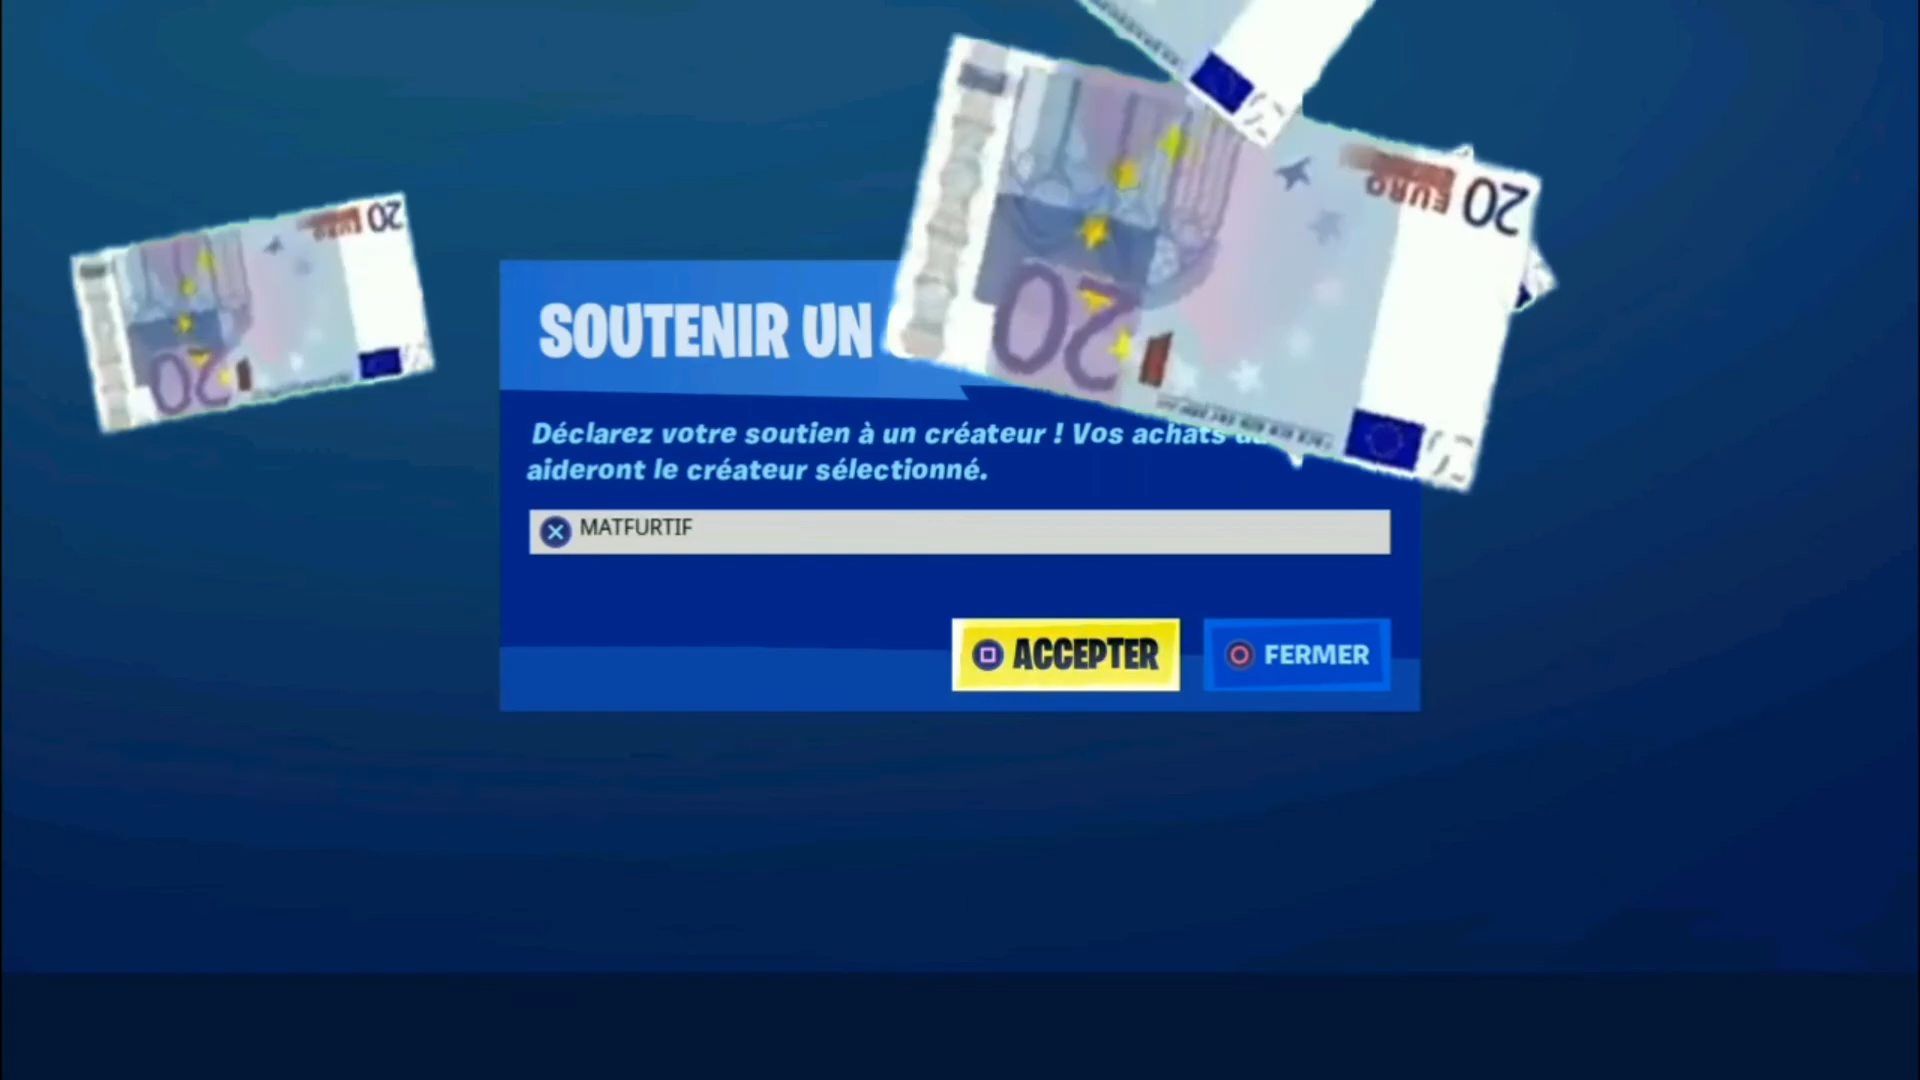 20 EURO
20 EURO
20
20
SOUTENIR UN
Déclarez votre soutien à un créateur ! Vos achats
aideront le créateur sélectionné.
MATFURTIF
ACCEPTER
FERMER